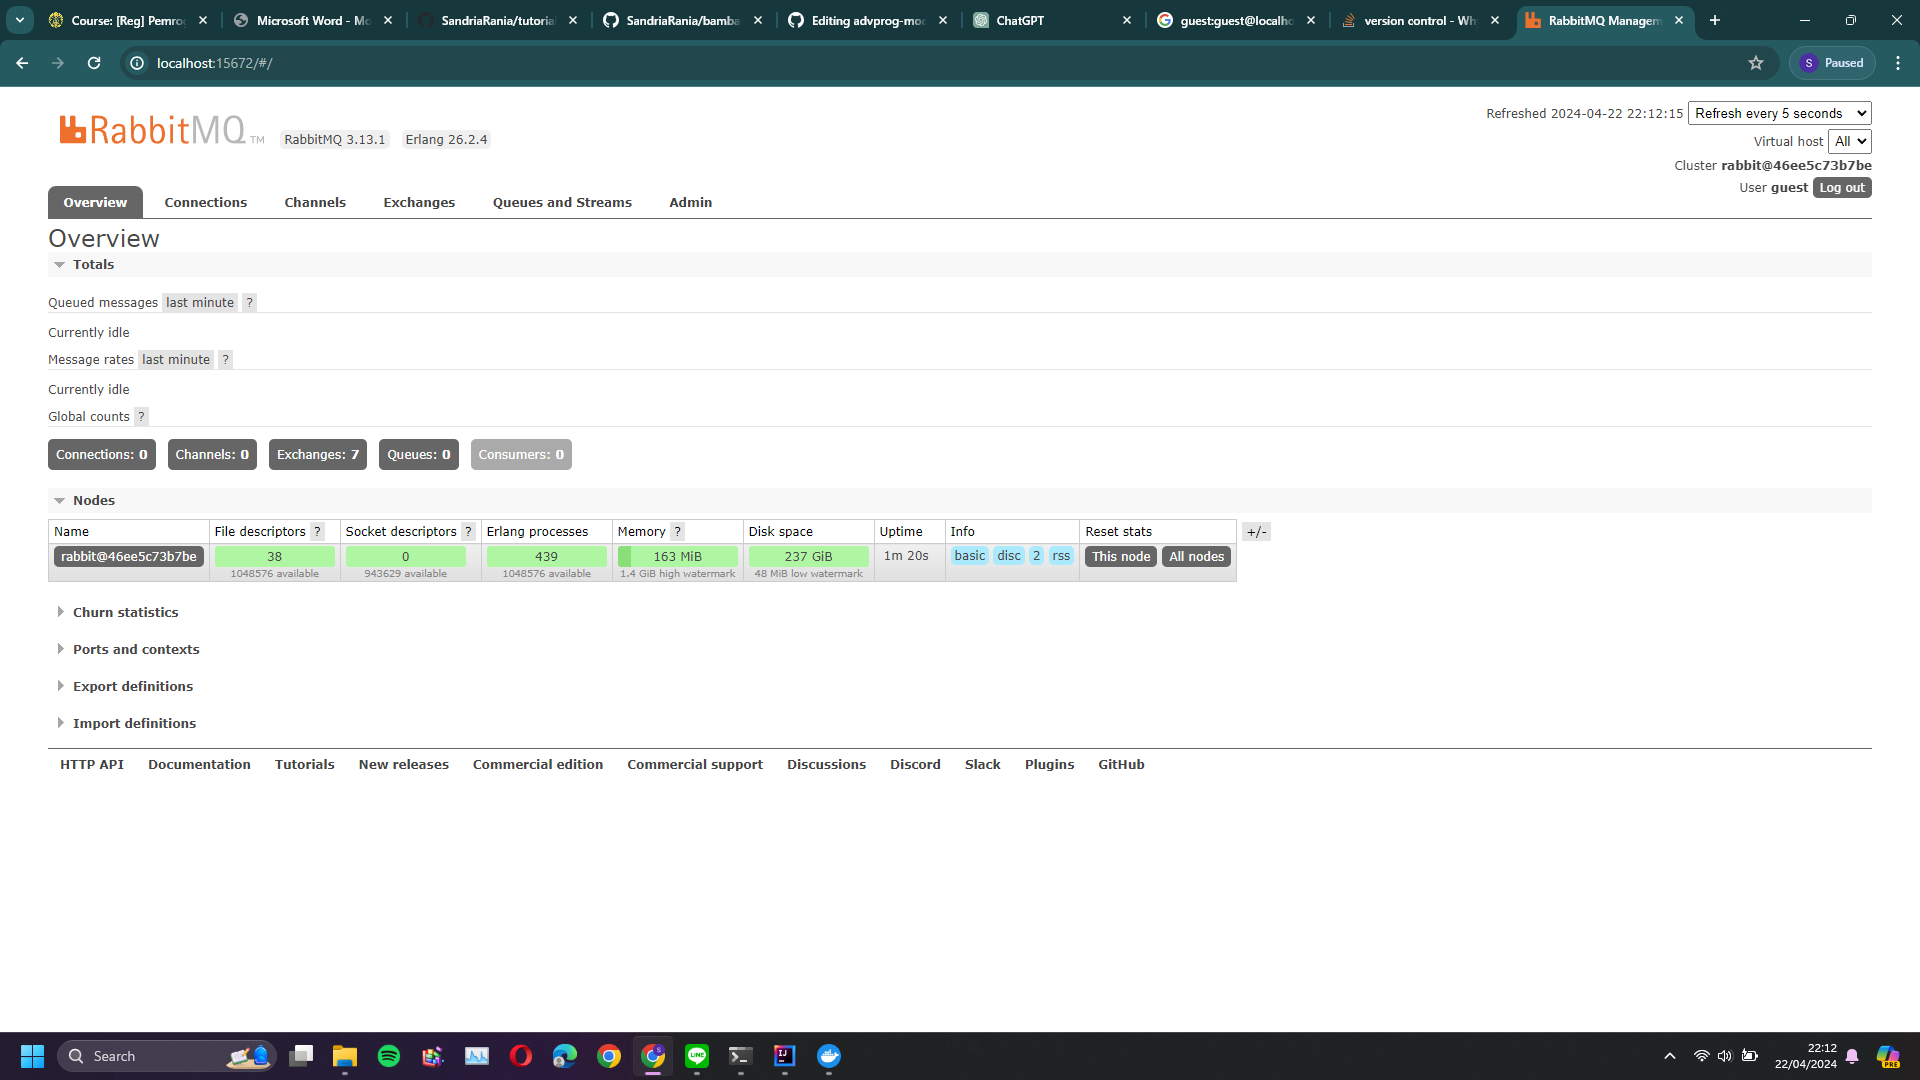 Course: [Reg] Pemro
Microsoft Word - Mo
SandriaRania/tutoria
SandriaRania/bamba
Editing advprog-mod
ChatGPT
guest:guest@localho
version control - Wh
RabbitMQ Managem
localhost:15672/#/
S Paused
RabbitMQ TM
RabbitMQ 3.13.1 Erlang 26.2.4
Refreshed 2024-04-22 22:12:15 Refresh every 5 seconds
Virtual host All
Cluster rabbit@46ee5c73b7be
User guest Log out
Overview Connections Channels Exchanges Queues and Streams Admin
Overview
Totals
Queued messages last minute ?
Currently idle
Message rates last minute ?
Currently idle
Global counts ?
Connections: 0 Channels: 0 Exchanges: 7 Queues: 0 Consumers: 0
Nodes
Name File descriptors ? Socket descriptors ? Erlang processes Memory ? Disk space Uptime Info Reset stats +/-
rabbit@46ee5c73b7be 38 0 439 163 MiB 237 GiB 1m 20s basic disc 2 rss This node All nodes
1048576 available 943629 available 1048576 available 1.4 GiB high watermark 48 MiB low watermark
Churn statistics
Ports and contexts
Export definitions
Import definitions
HTTP API Documentation Tutorials New releases Commercial edition Commercial support Discussions Discord Slack Plugins GitHub
Search
22:12
22/04/2024
PRE